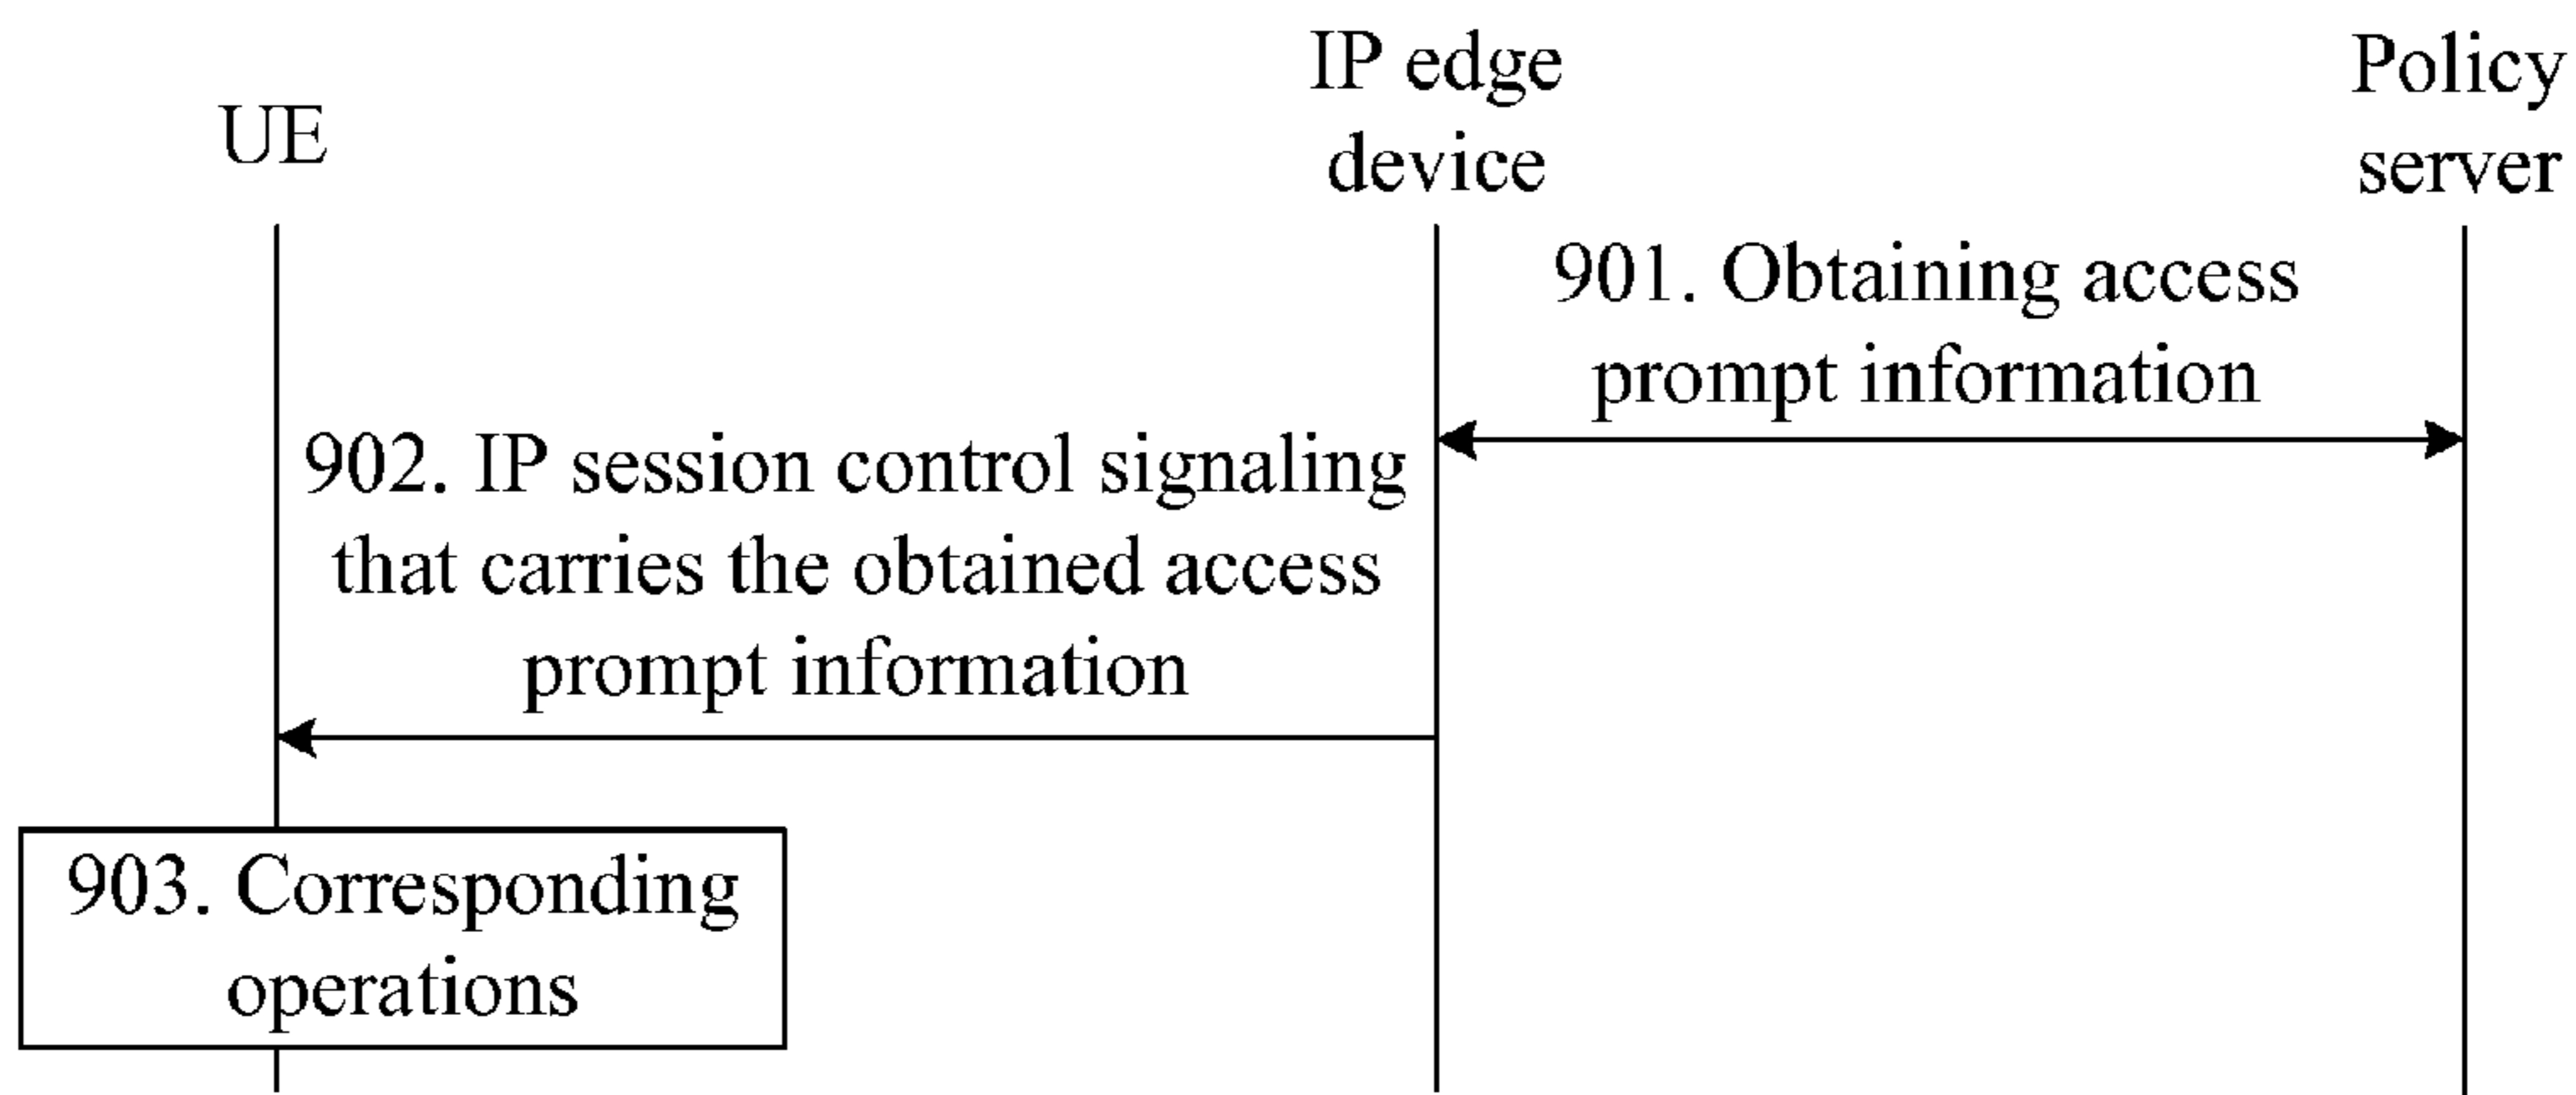 UE
IP edge
device
Policy
server
901. Obtaining access
prompt information
902. IP session control signaling
that carries the obtained access
prompt information
903. Corresponding
operations